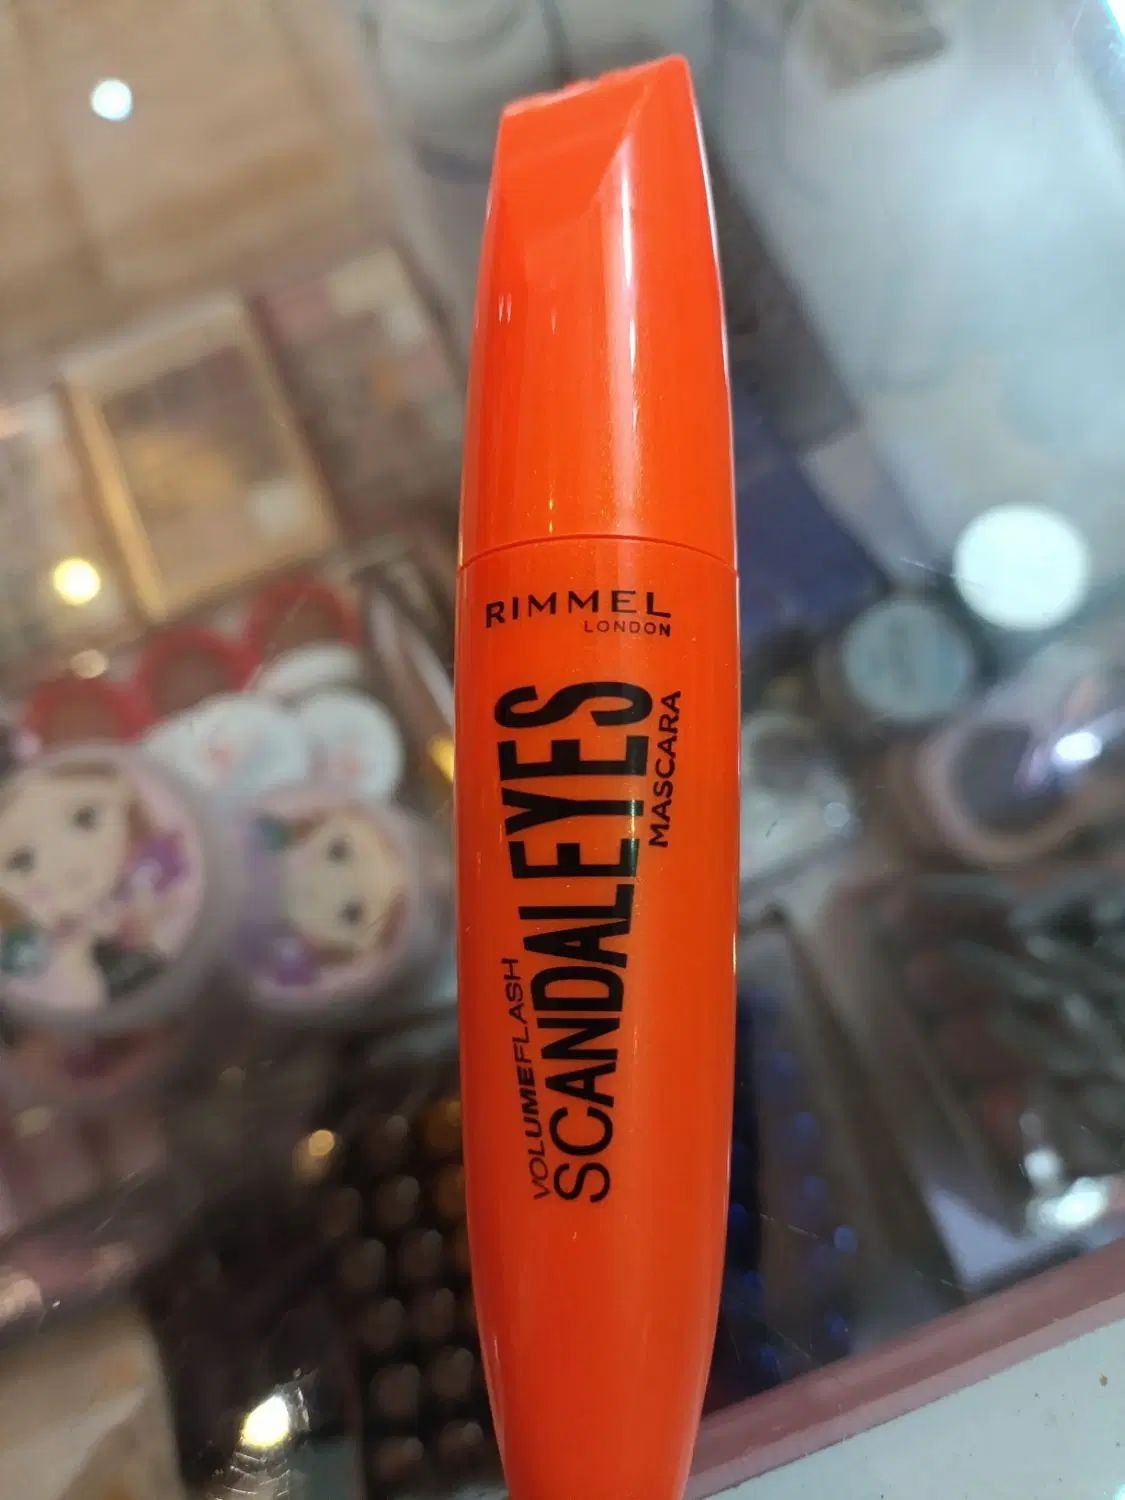 RIMMEL
LONDON
VOLUMEFLASH
SCANDALEYES
MASCARA